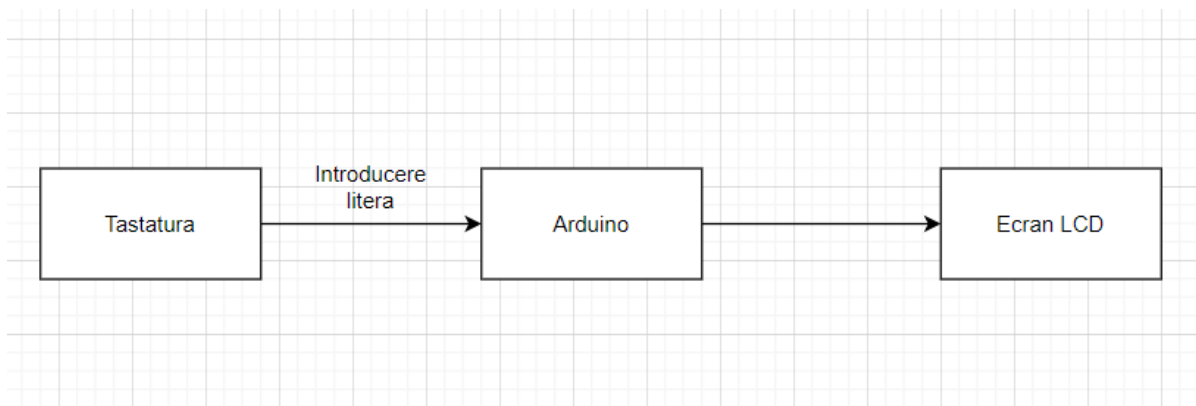 Introducere
litera
Tastatura
Arduino
Ecran LCD